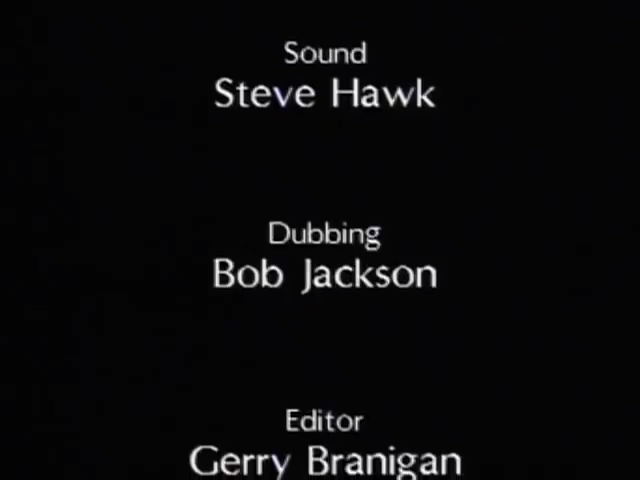 Sound
Steve Hawk
Dubbing
Bob Jackson
Editor
Gerry Branigan